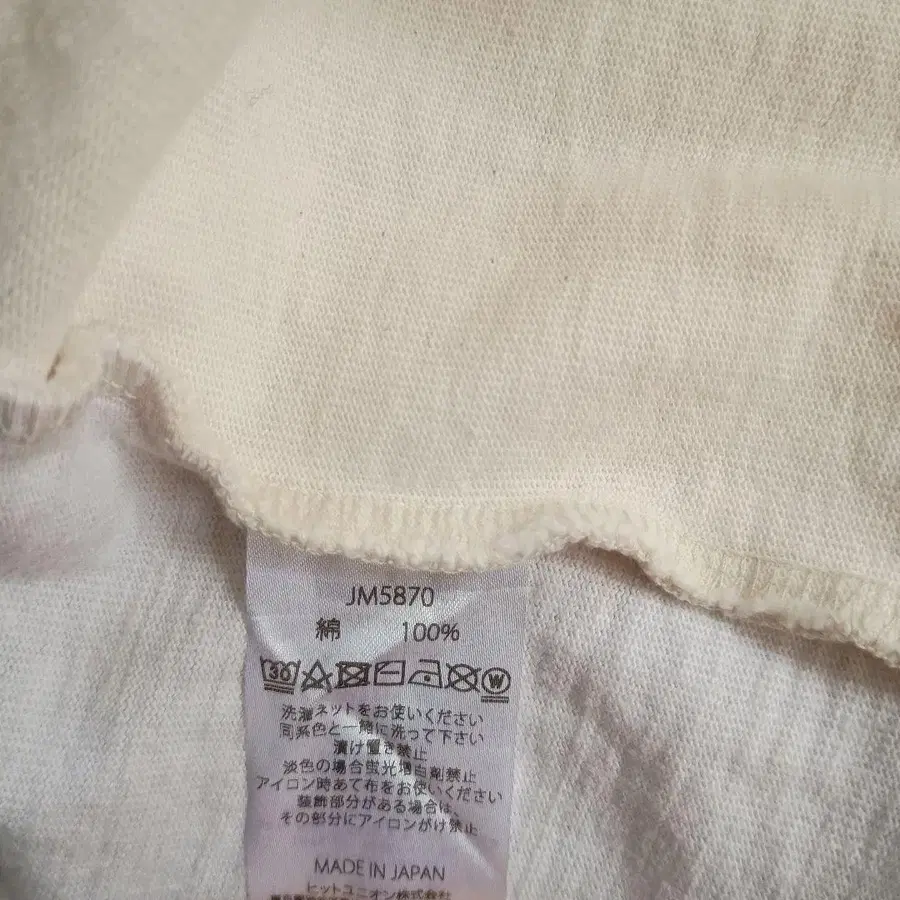 JM5870
綿 100%
30 W
洗濯ネットをお使いください
同系色と一緒に洗って下さい
漬け置き禁止
淡色の場合蛍光増白剤禁止
アイロン時あて布をお使いください
装飾部分がある場合は、
その部分にアイロンがけ禁止
MADE IN JAPAN
ヒットユニオン株式会社